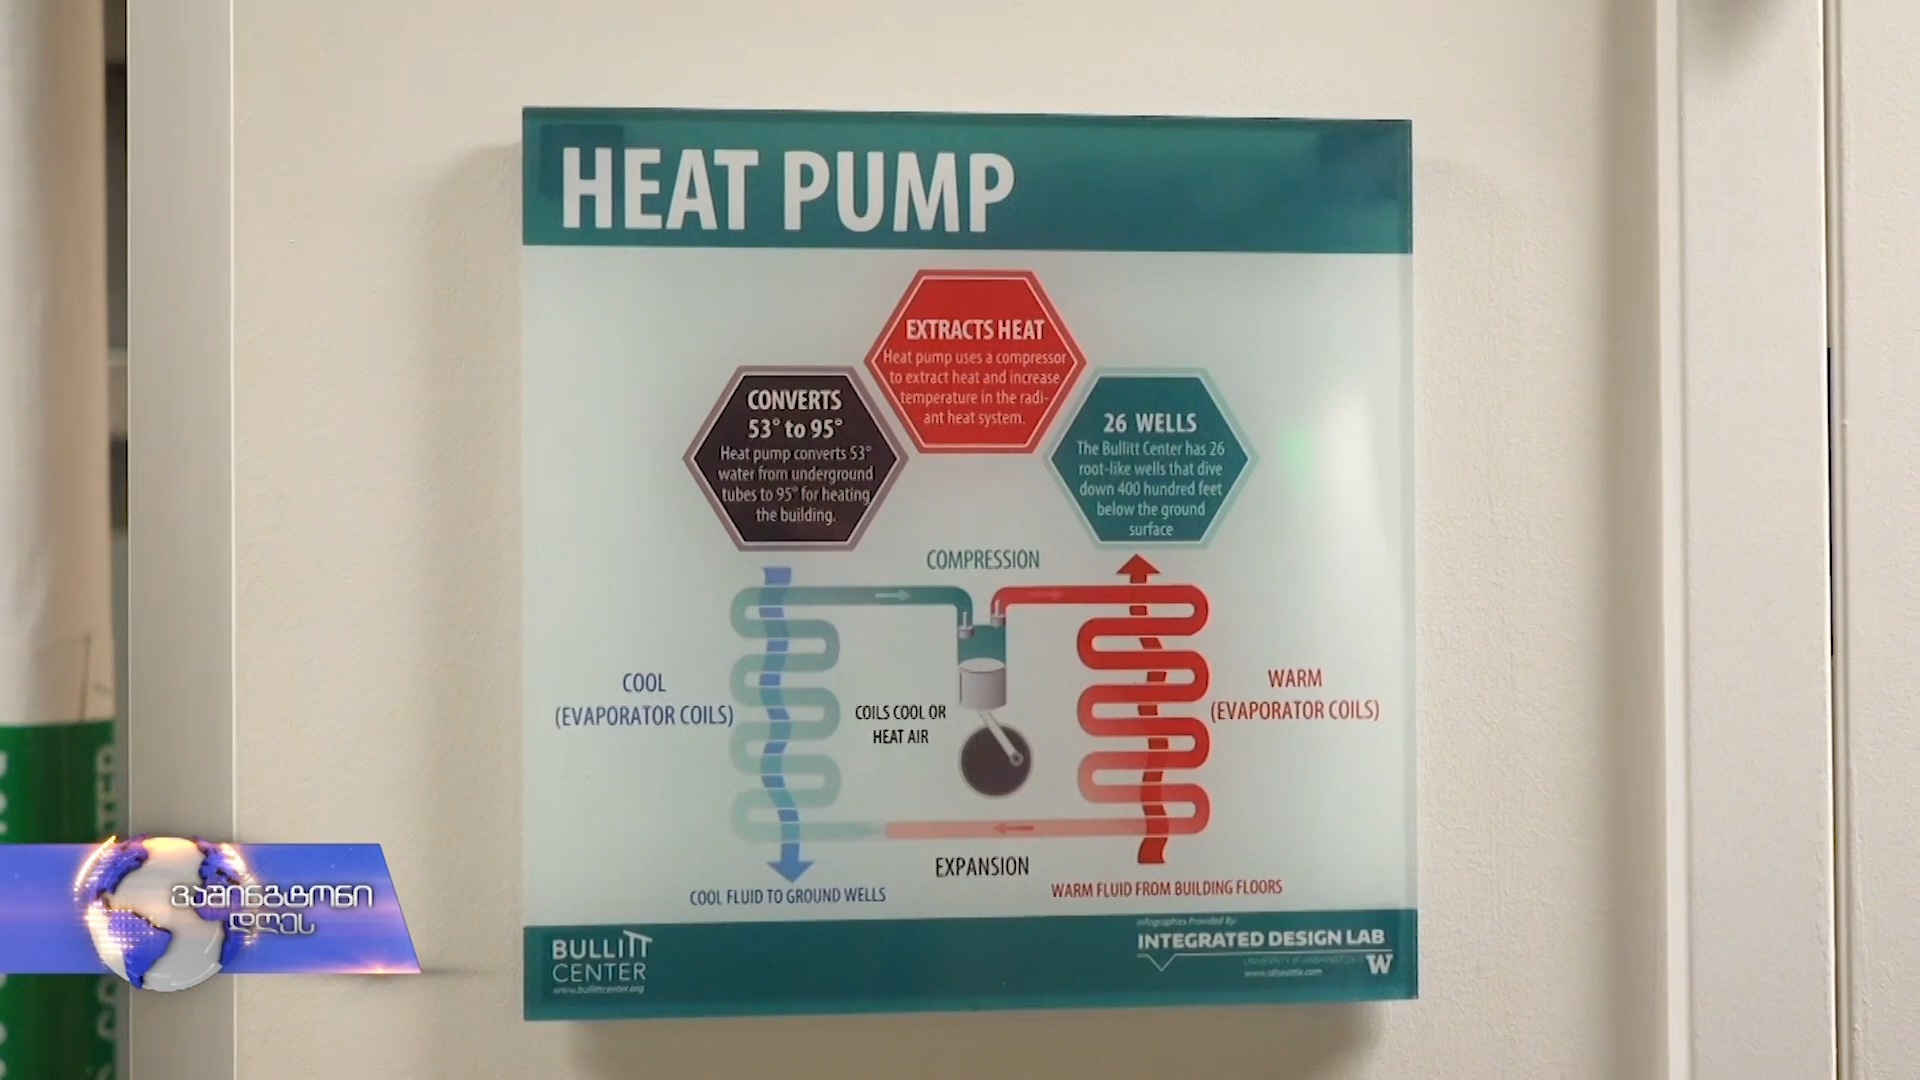 HEAT PUMP
EXTRACTS HEAT
Heat pump uses a compressor
to extract heat and increase
temperature in the radi-
ant heat system.
CONVERTS
53° to 95°
Heat pump converts 53°
water from underground
tubes to 95° for heating
the building.
26 WELLS
The Bullitt Center has 26
root-like wells that dive
down 400 hundred feet
below the ground
surface
COMPRESSION
COOL
(EVAPORATOR COILS)
COILS COOL OR
HEAT AIR
WARM
(EVAPORATOR COILS)
EXPANSION
COOL FLUID TO GROUND WELLS
WARM FLUID FROM BUILDING FLOORS
BULLITT
CENTER
www.bullittcenter.org
Infographics Provided By:
INTEGRATED DESIGN LAB
UNIVERSITY of WASHINGTON
W
ვაშინგტონი
დღეს